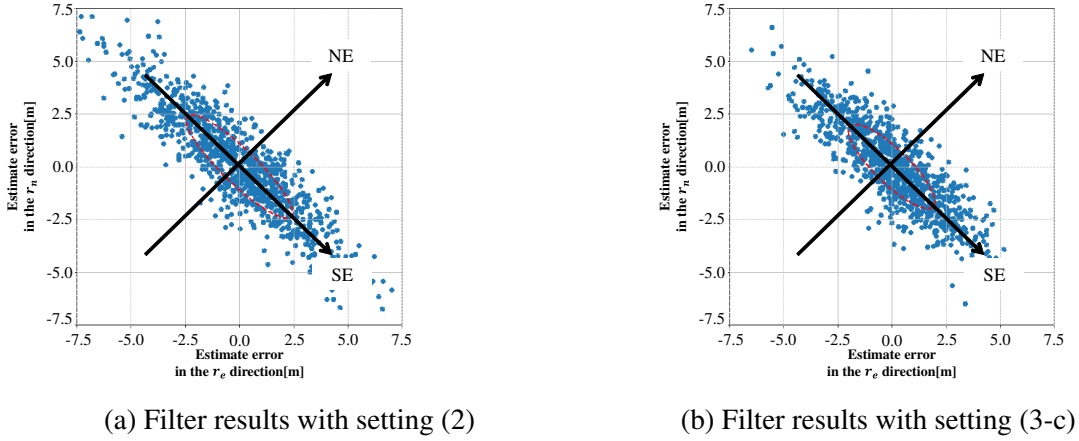 7.5
5.0
2.5
0.0
-2.5
-5.0
-7.5
Estimate error
in the r_n direction[m]
NE
SE
-7.5
-5.0
-2.5
0.0
2.5
5.0
7.5
Estimate error
in the r_e direction[m]
(a) Filter results with setting (2)
7.5
5.0
2.5
0.0
-2.5
-5.0
-7.5
Estimate error
in the r_n direction[m]
NE
SE
-7.5
-5.0
-2.5
0.0
2.5
5.0
7.5
Estimate error
in the r_e direction[m]
(b) Filter results with setting (3-c)